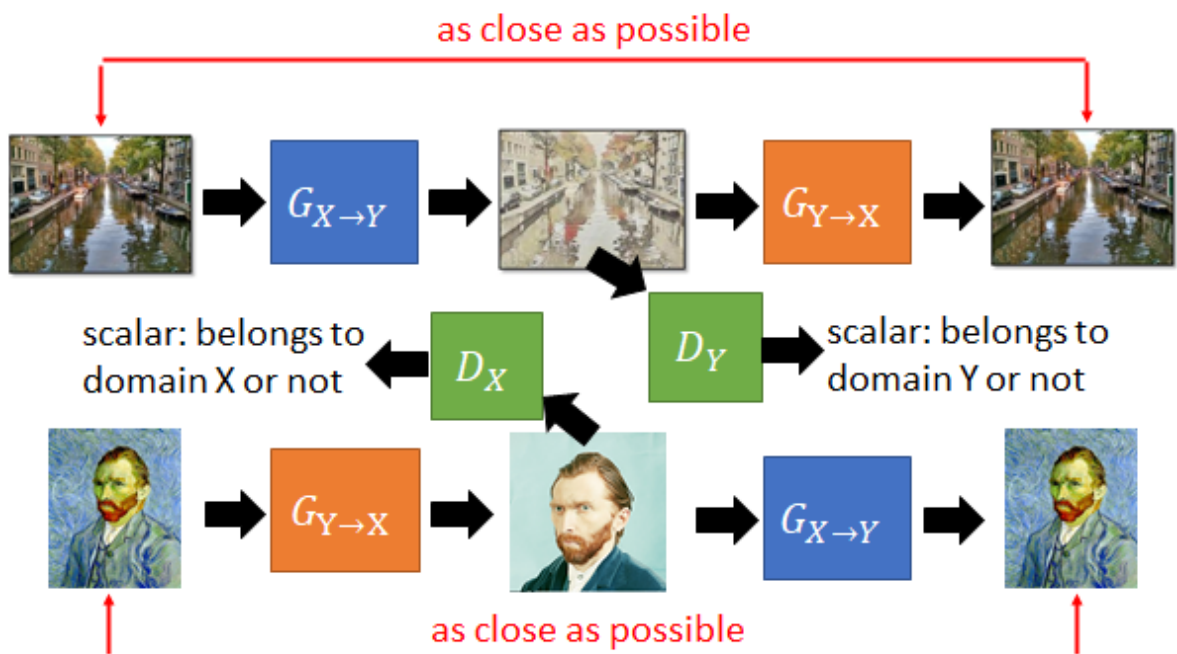 as close as possible
G_{X→Y}
G_{Y→X}
scalar: belongs to
domain X or not
D_X
D_Y
scalar: belongs to
domain Y or not
G_{Y→X}
G_{X→Y}
as close as possible